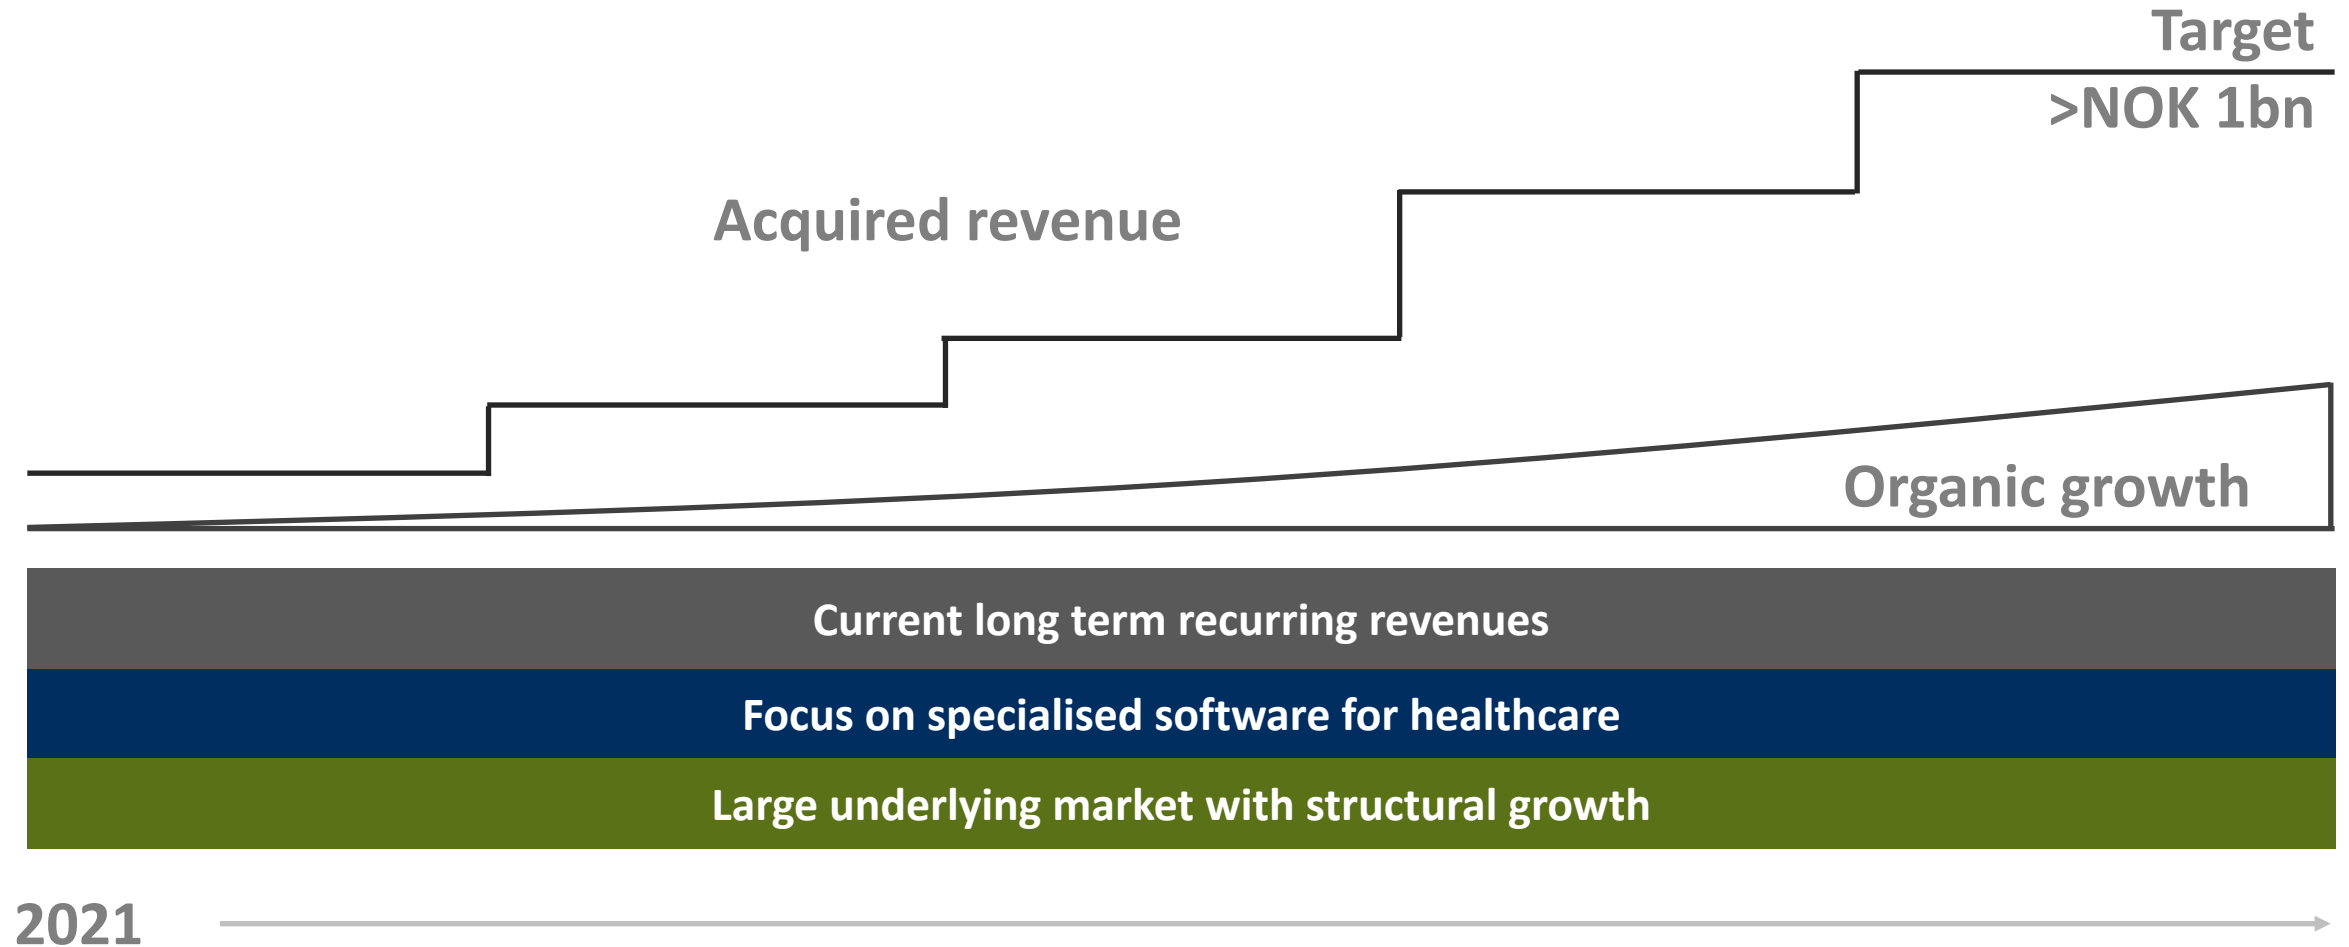 Target
>NOK 1bn
Acquired revenue
Organic growth
Current long term recurring revenues
Focus on specialised software for healthcare
Large underlying market with structural growth
2021